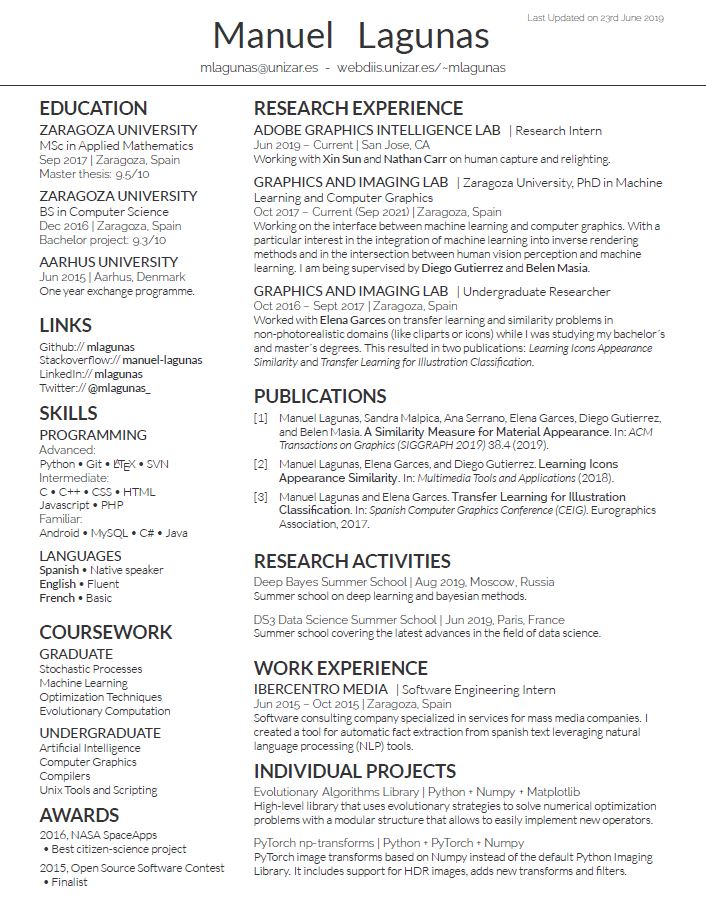 Last Updated on 23rd June 2019
Manuel Lagunas
mlagunas@unizar.es - webdiis.unizar.es/~mlagunas
EDUCATION
ZARAGOZA UNIVERSITY
MSc in Applied Mathematics
Sep 2017 | Zaragoza, Spain
Master thesis: 9.5/10
ZARAGOZA UNIVERSITY
BS in Computer Science
Dec 2016 | Zaragoza, Spain
Bachelor project: 9.3/10
AARHUS UNIVERSITY
Jun 2015 | Aarhus, Denmark
One year exchange programme.
LINKS
Github:// mlagunas
Stackoverflow:// manuel-lagunas
LinkedIn:// mlagunas
Twitter:// @mlagunas_
SKILLS
PROGRAMMING
Advanced:
Python • Git • LATEX • SVN
Intermediate:
C • C++ • CSS • HTML
Javascript • PHP
Familiar:
Android • MySQL • C# • Java
LANGUAGES
Spanish • Native speaker
English • Fluent
French • Basic
COURSEWORK
GRADUATE
Stochastic Processes
Machine Learning
Optimization Techniques
Evolutionary Computation
UNDERGRADUATE
Artificial Intelligence
Computer Graphics
Compilers
Unix Tools and Scripting
AWARDS
2016, NASA SpaceApps
• Best citizen-science project
2015, Open Source Software Contest
• Finalist
RESEARCH EXPERIENCE
ADOBE GRAPHICS INTELLIGENCE LAB | Research Intern
Jun 2019 – Current | San Jose, CA
Working with Xin Sun and Nathan Carr on human capture and relighting.
GRAPHICS AND IMAGING LAB | Zaragoza University, PhD in Machine
Learning and Computer Graphics
Oct 2017 – Current (Sep 2021) | Zaragoza, Spain
Working on the interface between machine learning and computer graphics. With a
particular interest in the integration of machine learning into inverse rendering
methods and in the intersection between human vision perception and machine
learning. I am being supervised by Diego Gutierrez and Belen Masia.
GRAPHICS AND IMAGING LAB | Undergraduate Researcher
Oct 2016 – Sept 2017 | Zaragoza, Spain
Worked with Elena Garces on transfer learning and similarity problems in
non-photorealistic domains (like cliparts or icons) while I was studying my bachelor´s
and master´s degrees. This resulted in two publications: Learning Icons Appearance
Similarity and Transfer Learning for Illustration Classification.
PUBLICATIONS
[1] Manuel Lagunas, Sandra Malpica, Ana Serrano, Elena Garces, Diego Gutierrez,
and Belen Masia. A Similarity Measure for Material Appearance. In: ACM
Transactions on Graphics (SIGGRAPH 2019) 38.4 (2019).
[2] Manuel Lagunas, Elena Garces, and Diego Gutierrez. Learning Icons
Appearance Similarity. In: Multimedia Tools and Applications (2018).
[3] Manuel Lagunas and Elena Garces. Transfer Learning for Illustration
Classification. In: Spanish Computer Graphics Conference (CEIG). Eurographics
Association, 2017.
RESEARCH ACTIVITIES
Deep Bayes Summer School | Aug 2019, Moscow, Russia
Summer school on deep learning and bayesian methods.
DS3 Data Science Summer School | Jun 2019, Paris, France
Summer school covering the latest advances in the field of data science.
WORK EXPERIENCE
IBERCENTRO MEDIA | Software Engineering Intern
Jun 2015 – Oct 2015 | Zaragoza, Spain
Software consulting company specialized in services for mass media companies. I
created a tool for automatic fact extraction from spanish text leveraging natural
language processing (NLP) tools.
INDIVIDUAL PROJECTS
Evolutionary Algorithms Library | Python + Numpy + Matplotlib
High-level library that uses evolutionary strategies to solve numerical optimization
problems with a modular structure that allows to easily implement new operators.
PyTorch np-transforms | Python + PyTorch + Numpy
PyTorch image transforms based on Numpy instead of the default Python Imaging
Library. It includes support for HDR images, adds new transforms and filters.